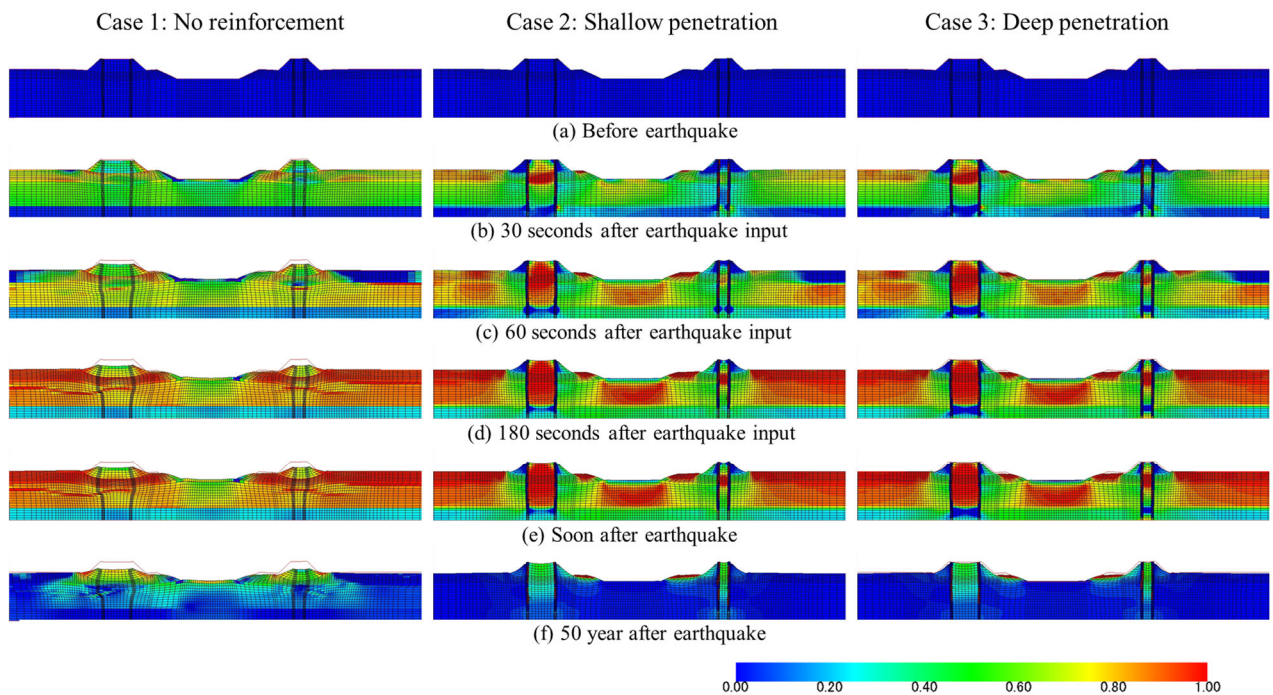 Case 1: No reinforcement
Case 2: Shallow penetration
Case 3: Deep penetration
(a) Before earthquake
(b) 30 seconds after earthquake input
(c) 60 seconds after earthquake input
(d) 180 seconds after earthquake input
(e) Soon after earthquake
(f) 50 year after earthquake
0.00 0.20 0.40 0.60 0.80 1.00